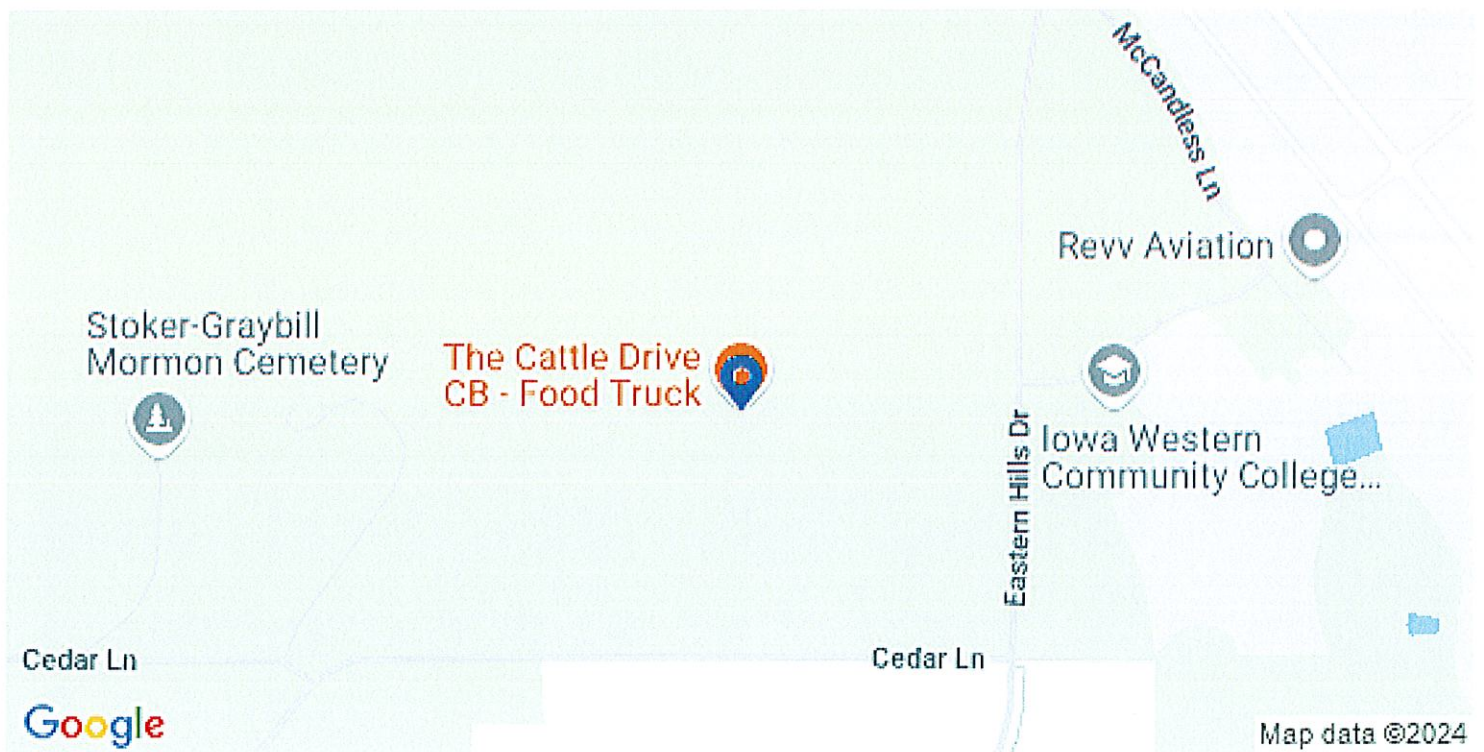 McCandless Ln
Revv Aviation
Stoker-Graybill
Mormon Cemetery
The Cattle Drive
CB - Food Truck
Iowa Western
Community College...
Eastern Hills Dr
Cedar Ln
Cedar Ln
Google
Map data ©2024